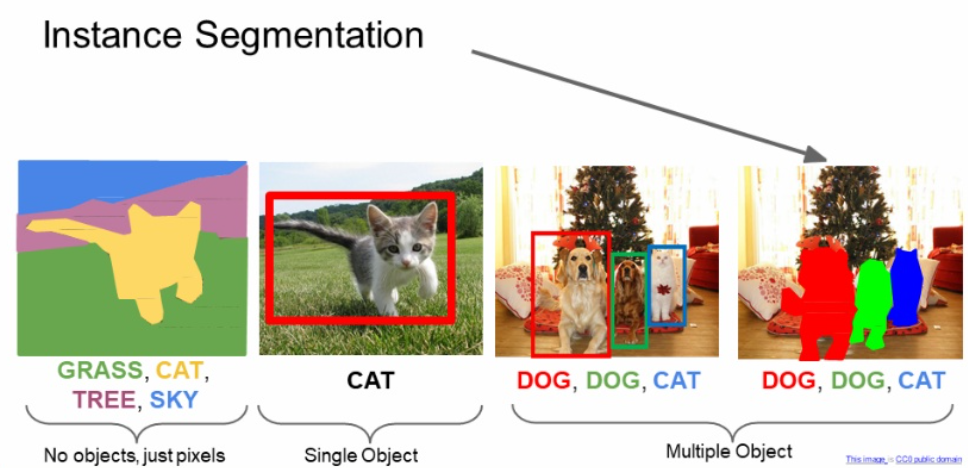 Instance Segmentation
GRASS, CAT,
TREE, SKY
CAT
DOG, DOG, CAT
DOG, DOG, CAT
No objects, just pixels
Single Object
Multiple Object
This image is CC0 public domain